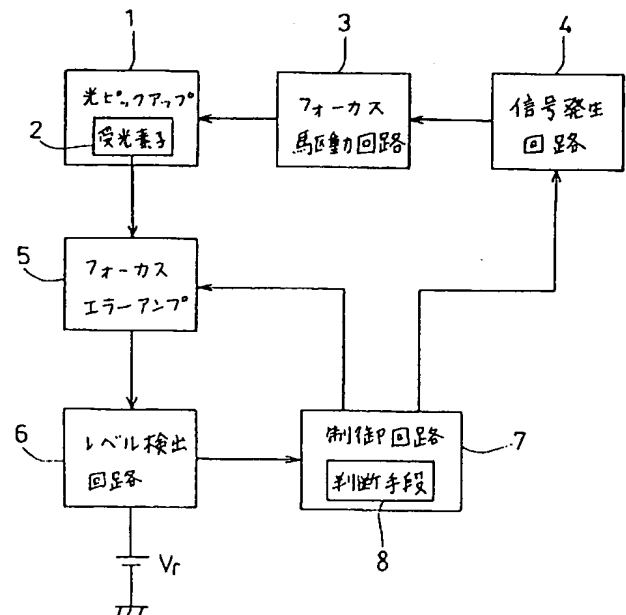 1
3
4
光ピックアップ
2
受光素子
フォーカス
駆動回路
信号発生
回路
5
フォーカス
エラーアンプ
6
レベル検出
回路
制御回路
7
判断手段
8
Vr